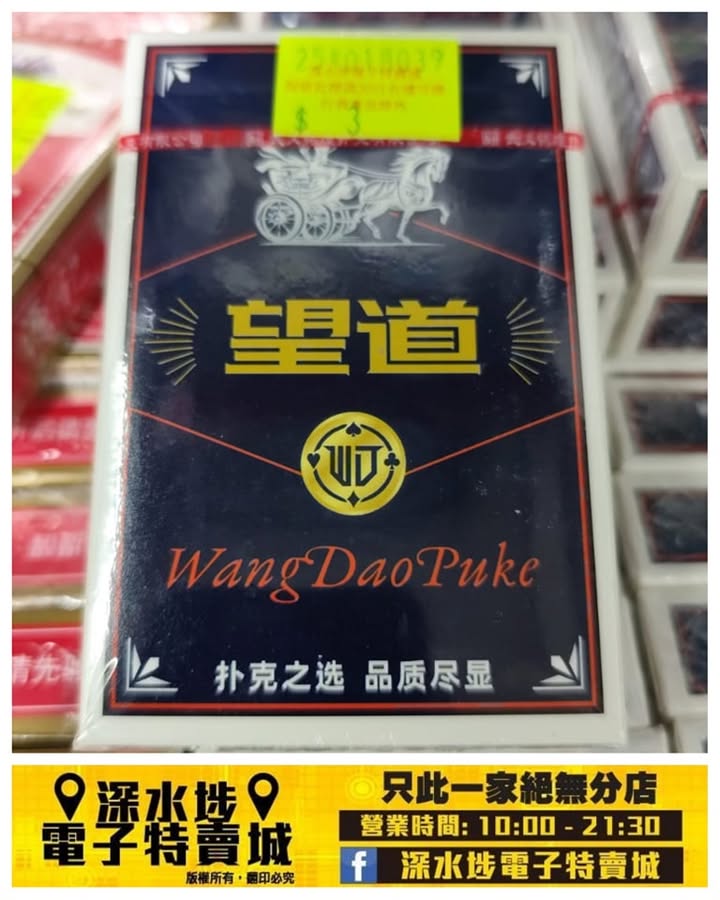 251018039
$ 3
望道
WD
WangDaoPuke
扑克之选 品质尽显
深水埗
電子特賣城
版權所有，翻印必究
只此一家絕無分店
營業時間: 10:00 - 21:30
f 深水埗電子特賣城